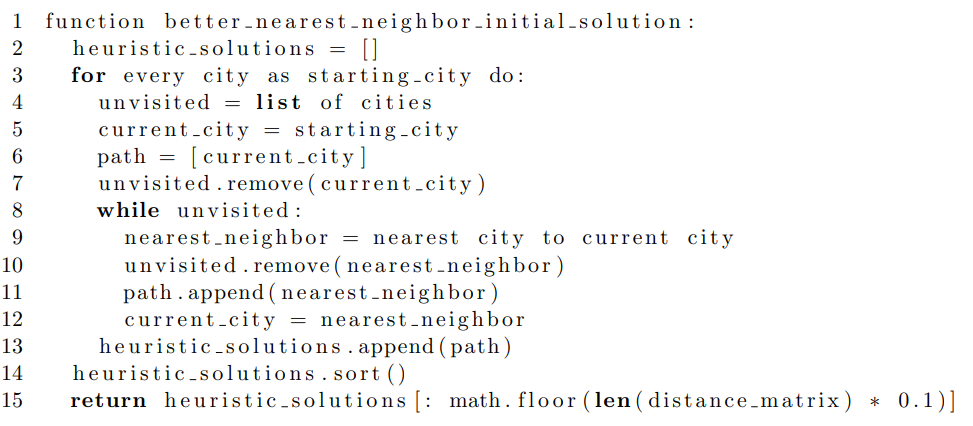 1 function better_nearest_neighbor_initial_solution:
2 heuristic_solutions = []
3 for every city as starting_city do:
4 unvisited = list of cities
5 current_city = starting_city
6 path = [current_city]
7 unvisited.remove(current_city)
8 while unvisited:
9 nearest_neighbor = nearest city to current city
10 unvisited.remove(nearest_neighbor)
11 path.append(nearest_neighbor)
12 current_city = nearest_neighbor
13 heuristic_solutions.append(path)
14 heuristic_solutions.sort()
15 return heuristic_solutions[: math.floor(len(distance_matrix) * 0.1)]